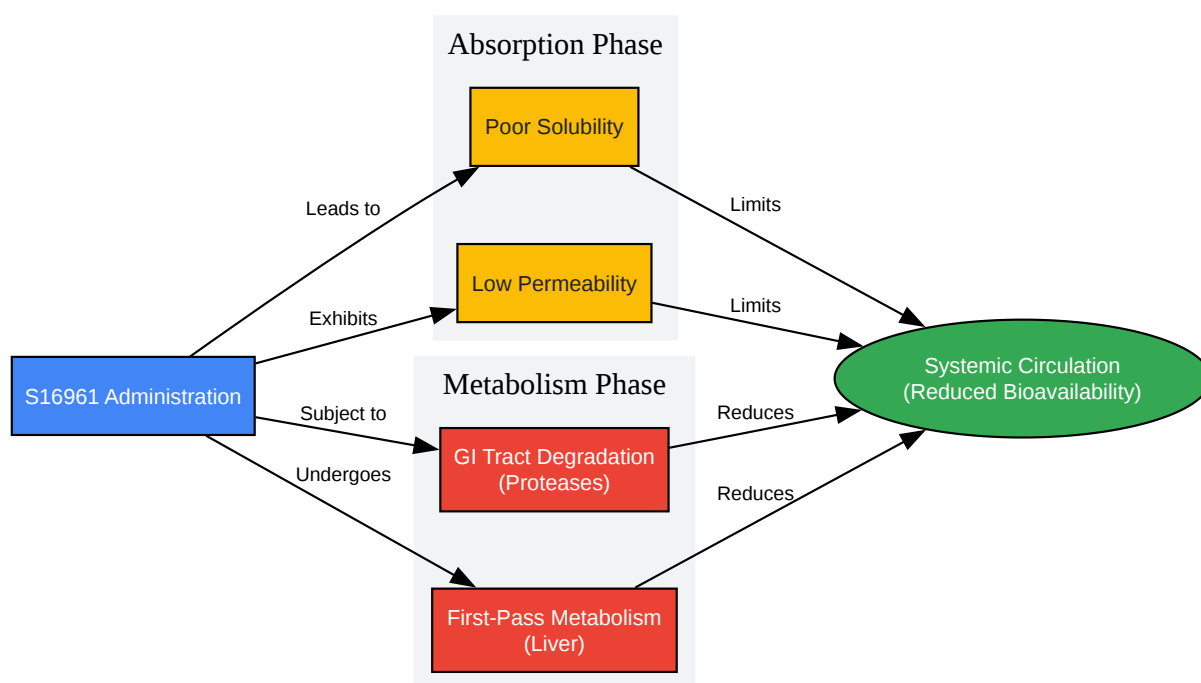 Absorption Phase
Poor Solubility
Leads to
Limits
Low Permeability
Exhibits
Limits
S16961 Administration
Systemic Circulation
(Reduced Bioavailability)
Metabolism Phase
Subject to
Reduces
GI Tract Degradation
(Proteases)
Undergoes
Reduces
First-Pass Metabolism
(Liver)